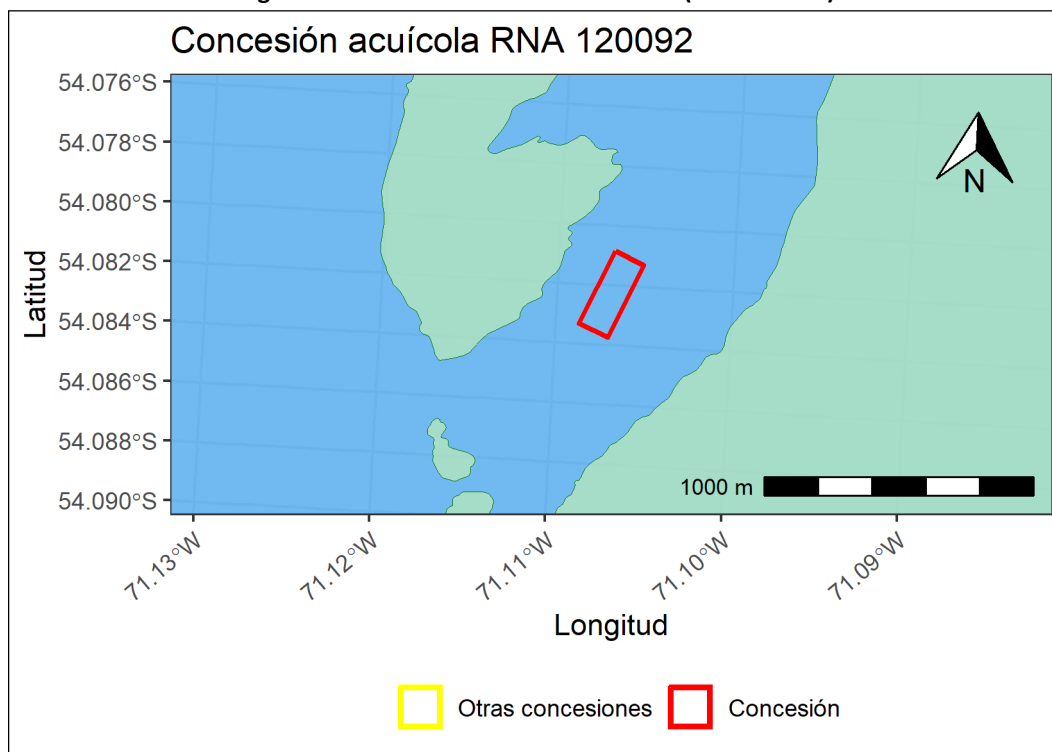 Concesión acuícola RNA 120092
54.076°S
54.078°S
54.080°S
54.082°S
54.084°S
54.086°S
54.088°S
54.090°S
Latitud
N
1000 m
71.13°W
71.12°W
71.11°W
71.10°W
71.09°W
Longitud
Otras concesiones
Concesión